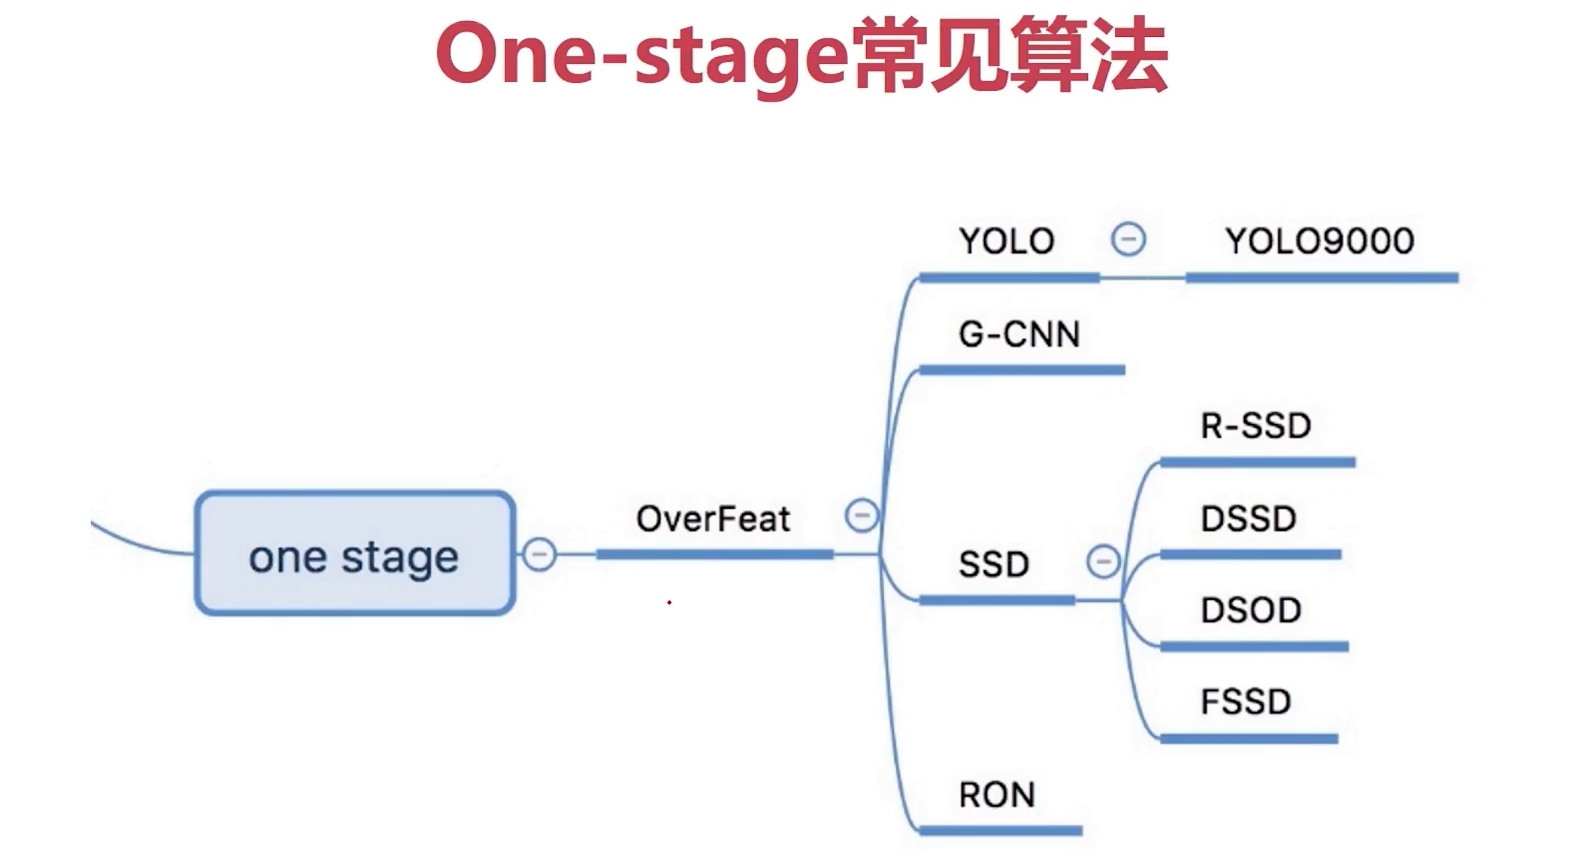 One-stage常见算法
one stage
OverFeat
YOLO
YOLO9000
G-CNN
SSD
R-SSD
DSSD
DSOD
FSSD
RON